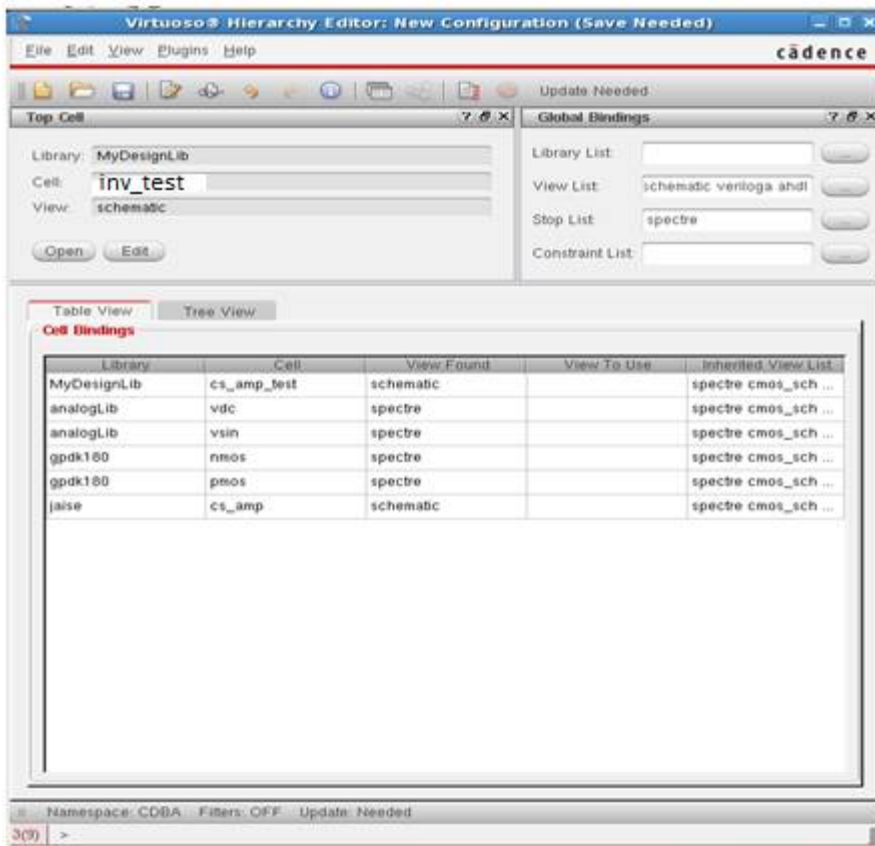 Virtuoso® Hierarchy Editor: New Configuration (Save Needed)
File Edit View Plugins Help
cādence
Update Needed
Top Cell
Library: MyDesignLib
Cell: inv_test
View: schematic
Open Edit
Global Bindings
Library List:
View List: schematic veriloga ahdl
Stop List: spectre
Constraint List:
Table View Tree View
Cell Bindings
Library Cell View Found View To Use Inherited View List
MyDesignLib cs_amp_test schematic spectre cmos_sch ...
analogLib vdc spectre spectre cmos_sch ...
analogLib vsin spectre spectre cmos_sch ...
gpdk180 nmos spectre spectre cmos_sch ...
gpdk180 pmos spectre spectre cmos_sch ...
jaise cs_amp schematic spectre cmos_sch ...
Namespace: CDBA Filters: OFF Update: Needed
3(9) >